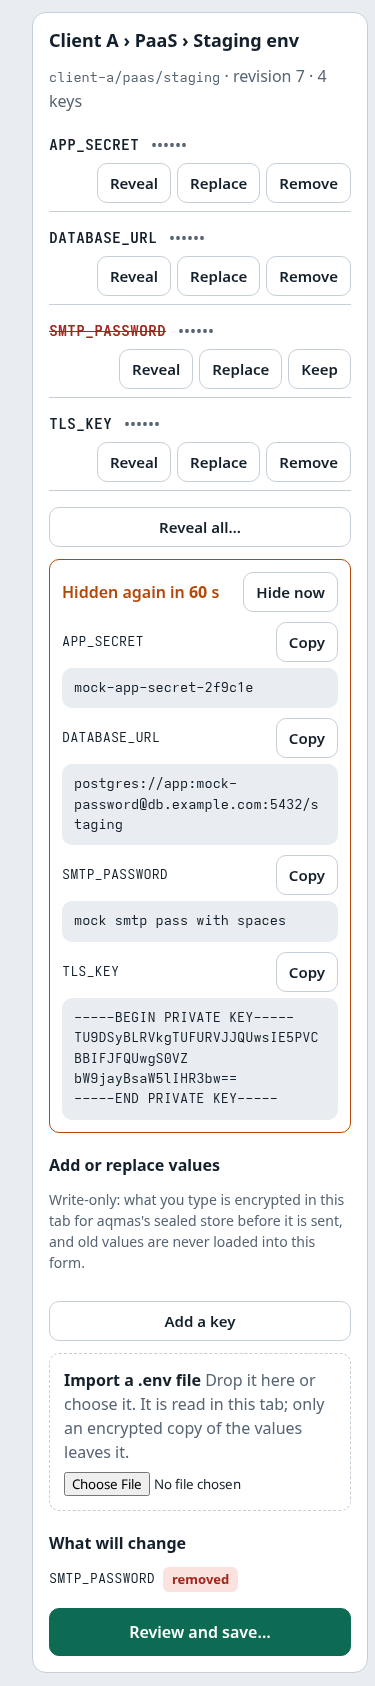 Client A › PaaS › Staging env
client-a/paas/staging · revision 7 · 4
keys
APP_SECRET ••••••
Reveal Replace Remove
DATABASE_URL ••••••
Reveal Replace Remove
SMTP_PASSWORD ••••••
Reveal Replace Keep
TLS_KEY ••••••
Reveal Replace Remove
Reveal all…
Hidden again in 60 s Hide now
APP_SECRET Copy
mock-app-secret-2f9c1e
DATABASE_URL Copy
postgres://app:mock-
password@db.example.com:5432/s
taging
SMTP_PASSWORD Copy
mock smtp pass with spaces
TLS_KEY Copy
-----BEGIN PRIVATE KEY-----
TU9DSyBLRVkgTUFURVJJQUwsIE5PVC
BBIFJFQUwgS0VZ
bW9jayBsaW5lIHR3bw==
-----END PRIVATE KEY-----
Add or replace values
Write-only: what you type is encrypted in this
tab for aqmas's sealed store before it is sent,
and old values are never loaded into this
form.
Add a key
Import a .env file Drop it here or
choose it. It is read in this tab; only
an encrypted copy of the values
leaves it.
Choose File No file chosen
What will change
SMTP_PASSWORD removed
Review and save…